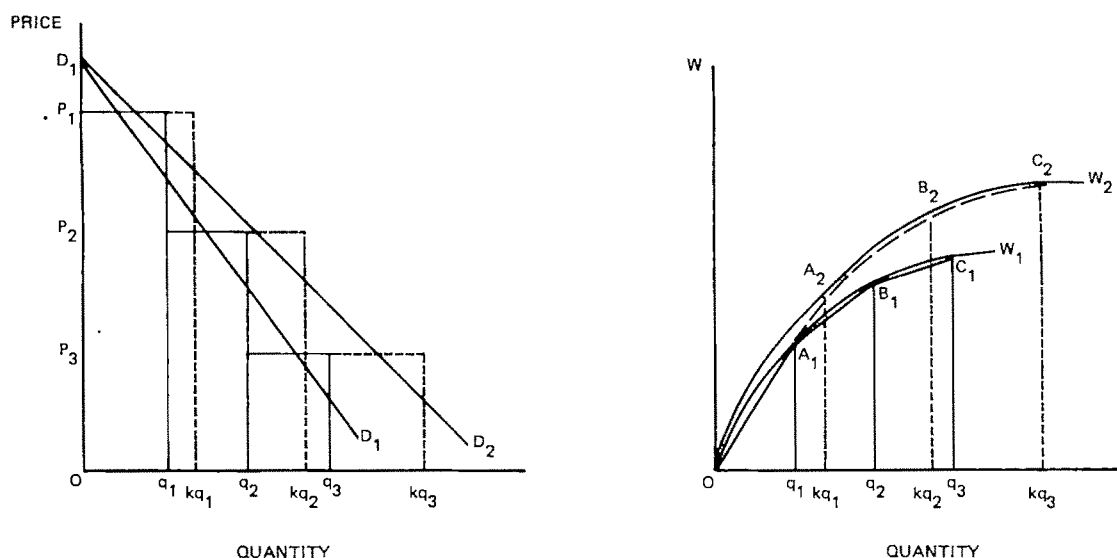 PRICE
D₁
P₁
P₂
P₃
O
D₁
D₂
q₁ kq₁ q₂ kq₂ q₃ kq₃
QUANTITY
W
C₂
W₂
B₂
A₂
W₁
C₁
B₁
A₁
O
q₁ kq₁ q₂ kq₂ q₃ kq₃
QUANTITY